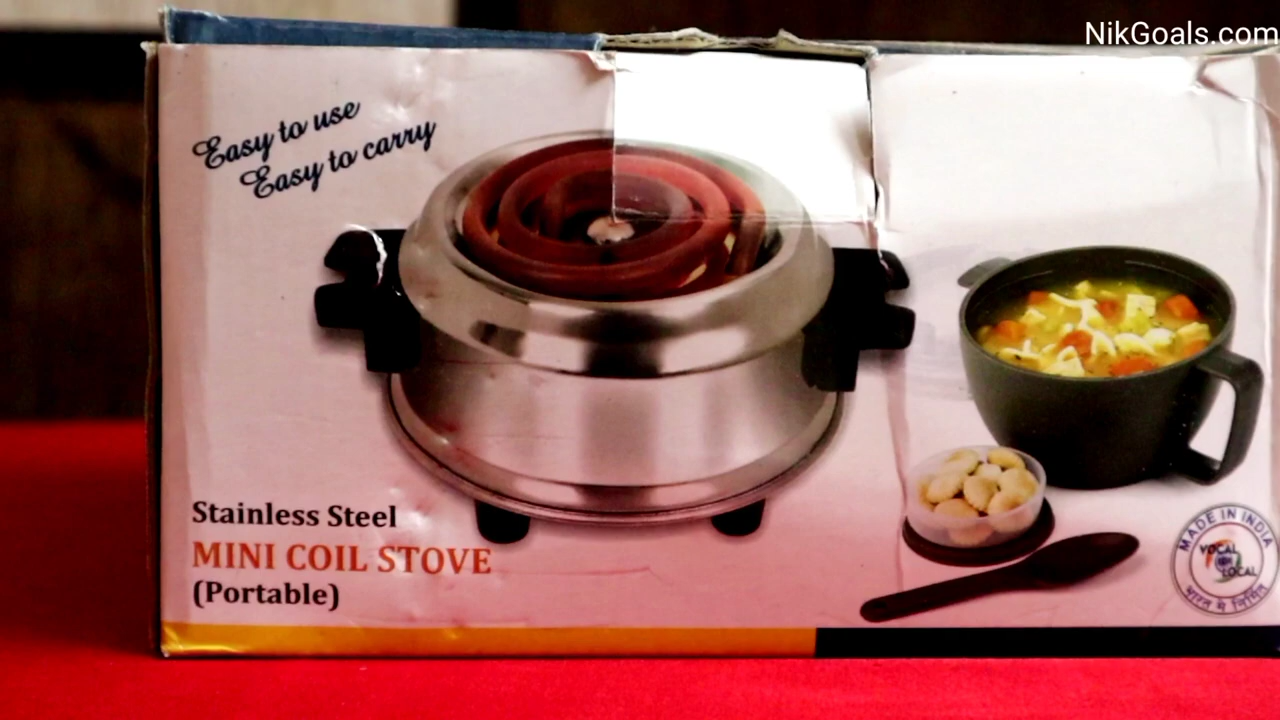 NikGoals.com
Easy to use
Easy to carry
Stainless Steel
MINI COIL STOVE
(Portable)
MADE IN INDIA
VOCAL
LOCAL
भारत में निर्मित